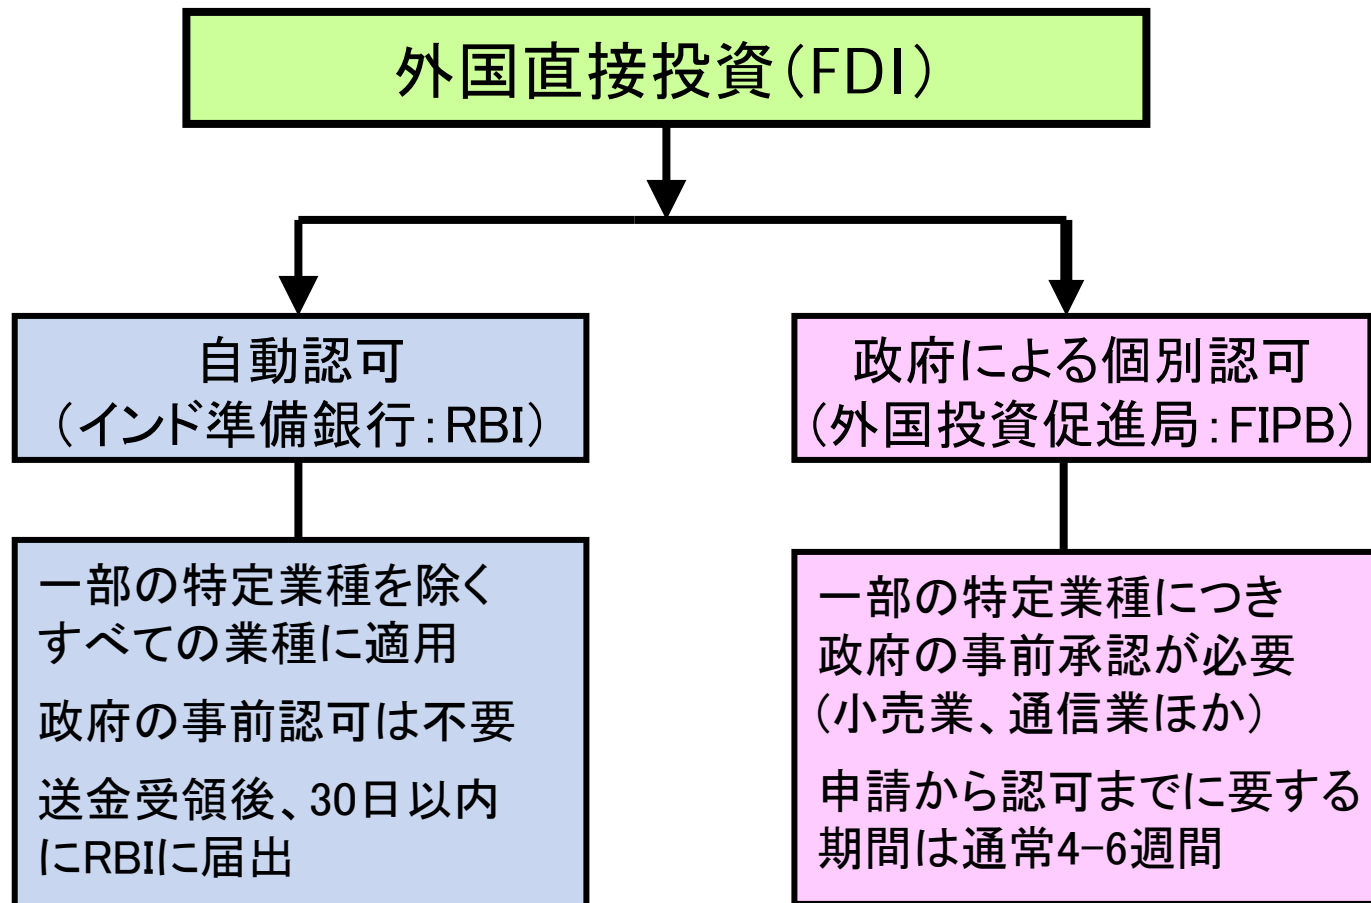 外国直接投資(FDI)
自動認可
(インド準備銀行:RBI)
一部の特定業種を除く
すべての業種に適用
政府の事前認可は不要
送金受領後、30日以内
にRBIに届出
政府による個別認可
(外国投資促進局:FIPB)
一部の特定業種につき
政府の事前承認が必要
(小売業、通信業ほか)
申請から認可までに要する
期間は通常4-6週間